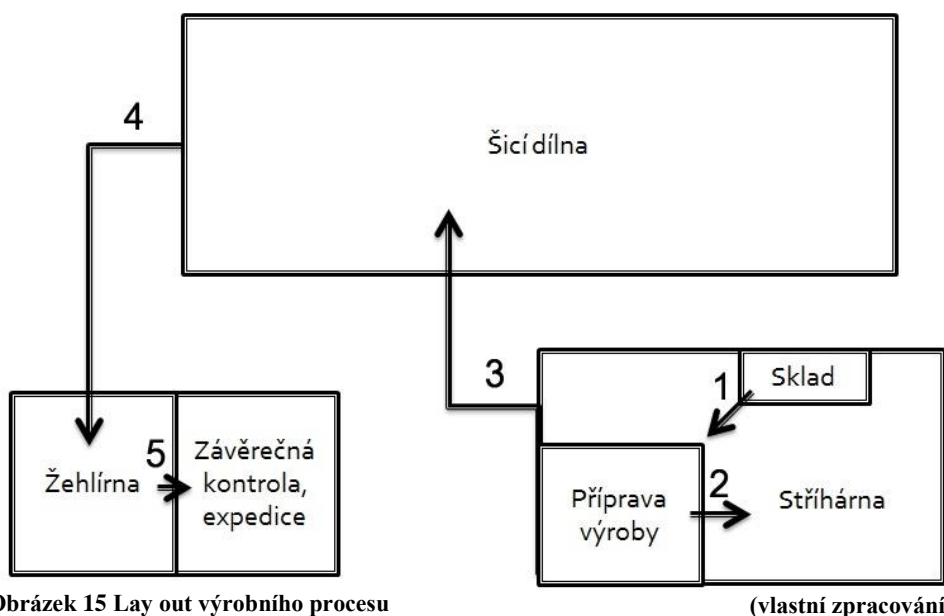 4
Šicí dílna
3
1
Sklad
5
Žehlírna
Závěrečná
kontrola,
expedice
Příprava
výroby
2
Stříhárna
Obrázek 15 Lay out výrobního procesu
(vlastní zpracování